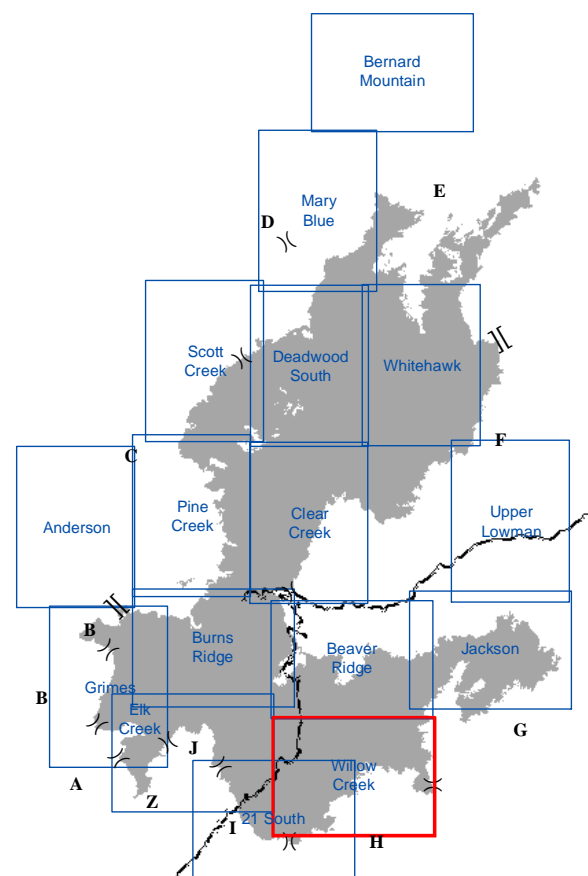 Bernard
Mountain
E
Mary
Blue
D
Scott
Creek
Deadwood
South
Whitehawk
F
C
Pine
Creek
Anderson
Clear
Creek
Upper
Lowman
B
Burns
Ridge
Beaver
Ridge
Jackson
B
Grimes
Elk
Creek
G
J
Willow
Creek
A
Z
I
21 South
H